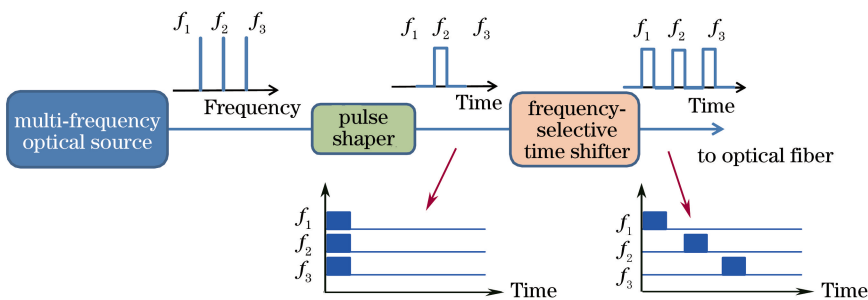 f1 f2 f3
Frequency
f1 f2 f3
Time
f1 f2 f3
Time
multi-frequency
optical source
pulse
shaper
frequency-
selective
time shifter
to optical fiber
f1
f2
f3
Time
f1
f2
f3
Time